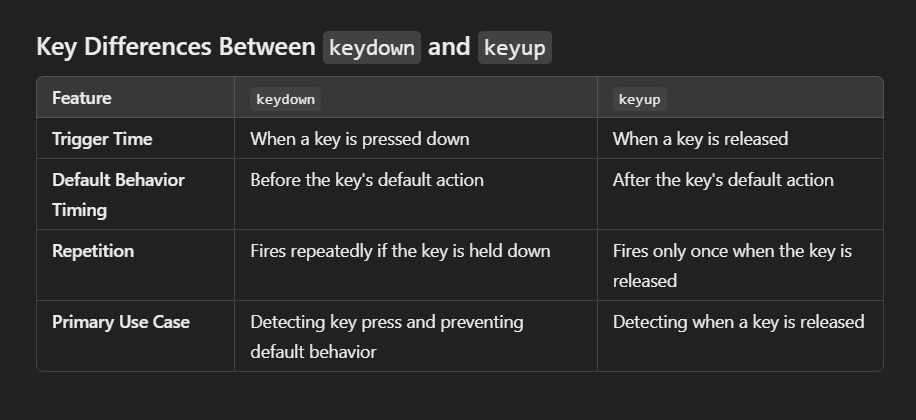 Key Differences Between keydown and keyup
Feature keydown keyup
Trigger Time When a key is pressed down When a key is released
Default Behavior Before the key's default action After the key's default action
Timing
Repetition Fires repeatedly if the key is held down Fires only once when the key is
released
Primary Use Case Detecting key press and preventing Detecting when a key is released
default behavior